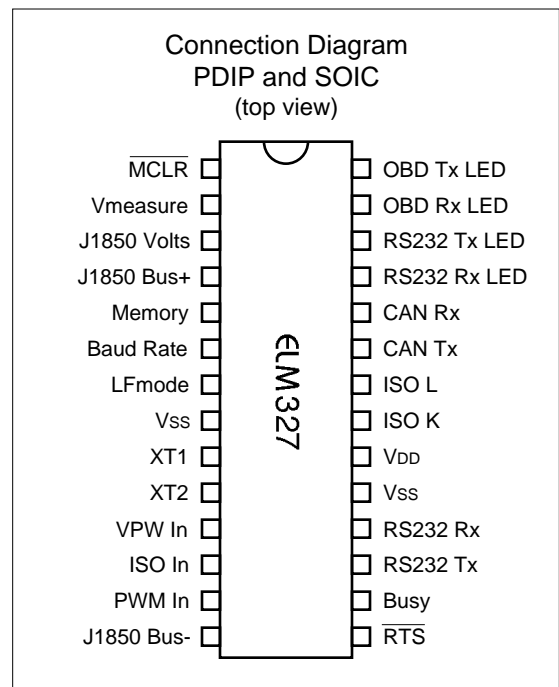 Connection Diagram
PDIP and SOIC
(top view)
MCLR
Vmeasure
J1850 Volts
J1850 Bus+
Memory
Baud Rate
LFmode
Vss
XT1
XT2
VPW In
ISO In
PWM In
J1850 Bus-
ELM327
OBD Tx LED
OBD Rx LED
RS232 Tx LED
RS232 Rx LED
CAN Rx
CAN Tx
ISO L
ISO K
VDD
Vss
RS232 Rx
RS232 Tx
Busy
RTS